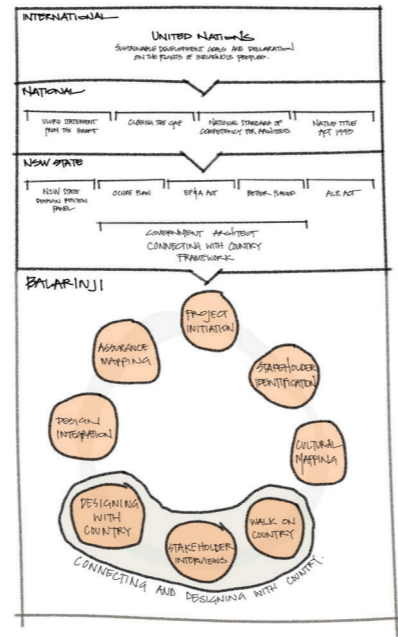 INTERNATIONAL
UNITED NATIONS
SUSTAINABLE DEVELOPMENT GOALS AND DECLARATION
ON THE RIGHTS OF INDIGENOUS PEOPLES.
NATIONAL
ULURU STATEMENT
FROM THE HEART
CLOSING THE GAP
NATIONAL STANDARD OF
COMPETENCY FOR ARCHITECTS
NATIVE TITLE
ACT 1993
NSW STATE
NSW STATE
DESIGN REVIEW
PANEL
OCHRE PLAN
EP&A ACT
BETTER PLACED
ALR ACT
GOVERNMENT ARCHITECT
CONNECTING WITH COUNTRY
FRAMEWORK
BALARINJI
PROJECT
INITIATION
STAKEHOLDER
IDENTIFICATION
CULTURAL
MAPPING
WALK ON
COUNTRY
STAKEHOLDER
INTERVIEWS
DESIGNING
WITH
COUNTRY
DESIGN
INTEGRATION
ASSURANCE
MAPPING
CONNECTING AND DESIGNING WITH COUNTRY.